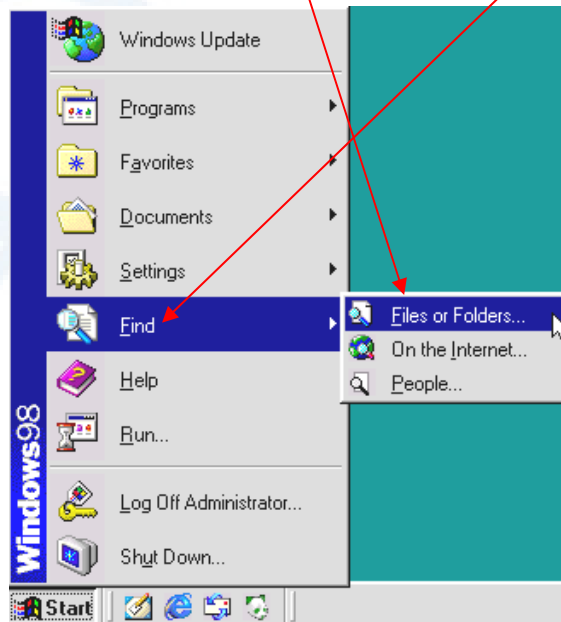 Windows Update
Programs
Favorites
Documents
Settings
Find
Files or Folders...
On the Internet...
People...
Help
Run...
Log Off Administrator...
Shut Down...
Windows98
Start